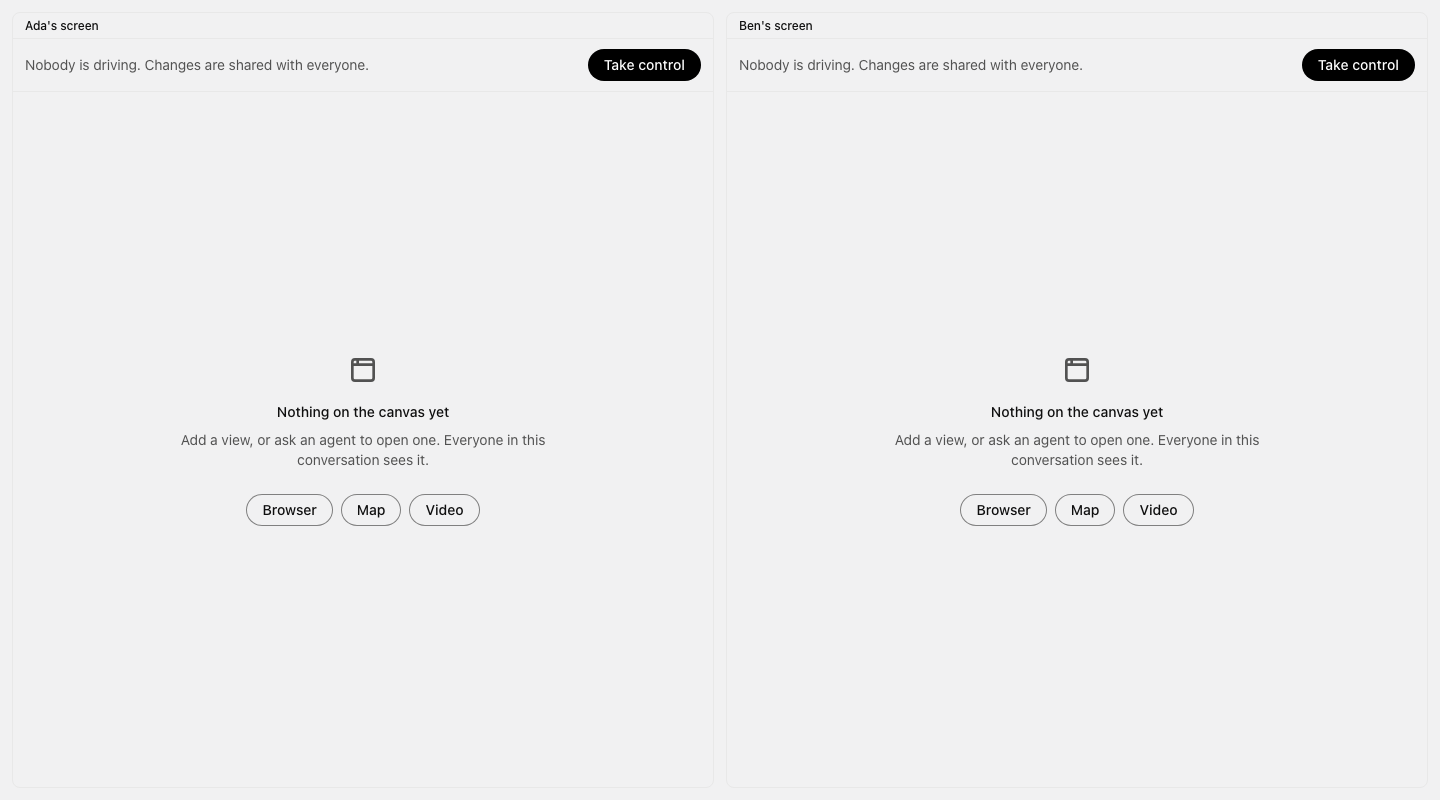 Ada's screen
Nobody is driving. Changes are shared with everyone.
Take control
Nothing on the canvas yet
Add a view, or ask an agent to open one. Everyone in this
conversation sees it.
Browser
Map
Video
Ben's screen
Nobody is driving. Changes are shared with everyone.
Take control
Nothing on the canvas yet
Add a view, or ask an agent to open one. Everyone in this
conversation sees it.
Browser
Map
Video